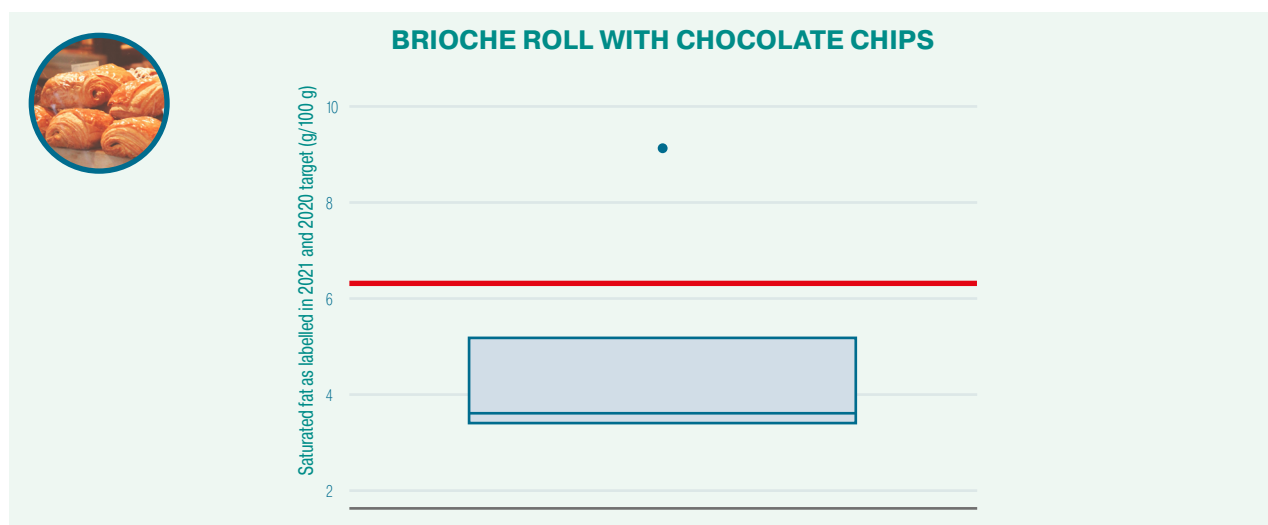 BRIOCHE ROLL WITH CHOCOLATE CHIPS
Saturated fat as labelled in 2021 and 2020 target (g/100 g)
10
8
6
4
2